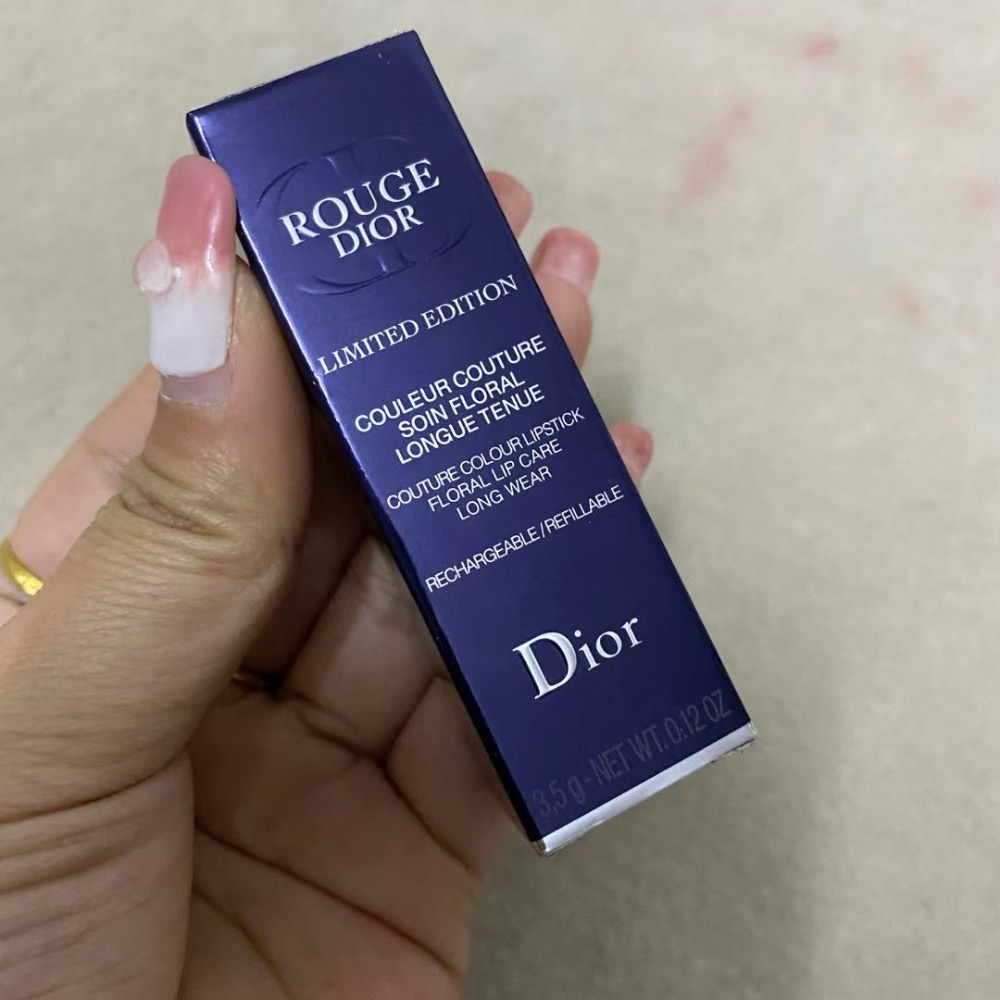 ROUGE
DIOR
LIMITED EDITION
COULEUR COUTURE
SOIN FLORAL
LONGUE TENUE
COUTURE COLOUR LIPSTICK
FLORAL LIP CARE
LONG WEAR
RECHARGEABLE / REFILLABLE
Dior
3,5 g - NET WT. 0.12 OZ